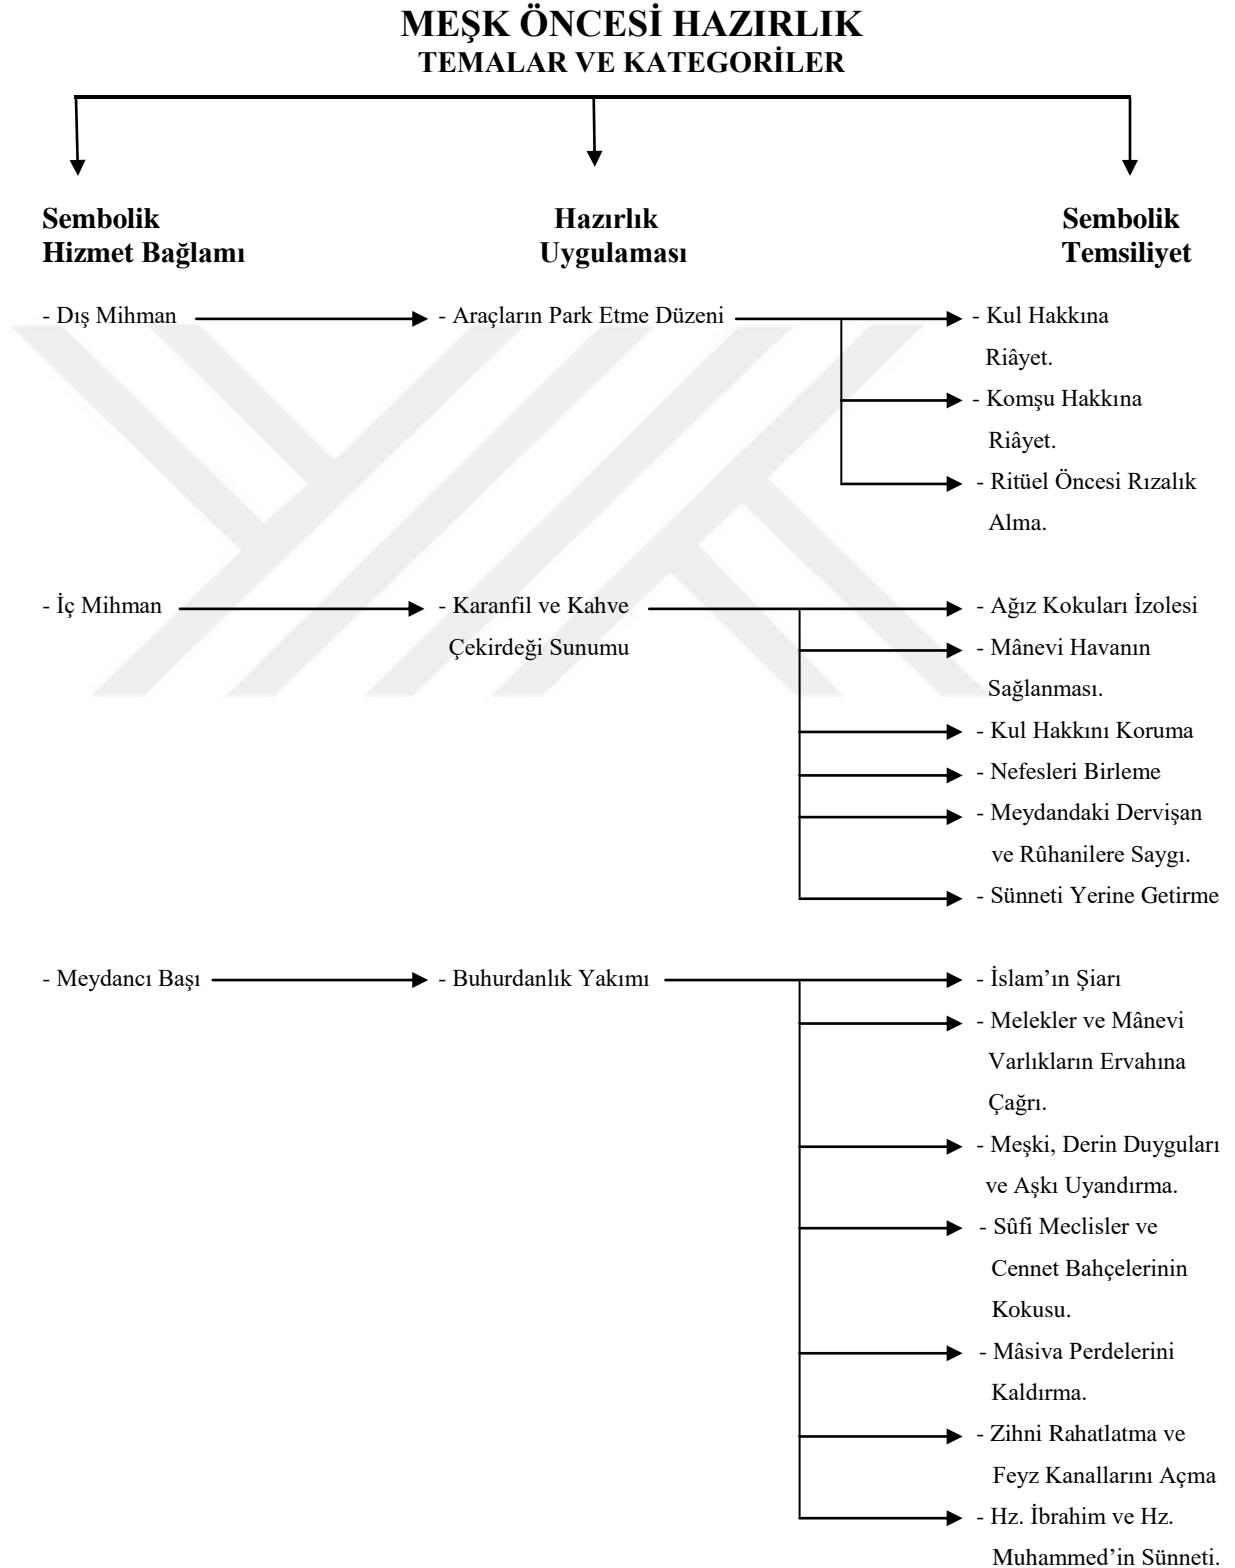 MEŞK ÖNCESİ HAZIRLIK
TEMALAR VE KATEGORİLER
Sembolik
Hizmet Bağlamı
Hazırlık
Uygulaması
Sembolik
Temsiliyet
- Dış Mihman
- Araçların Park Etme Düzeni
- Kul Hakkına
Riâyet.
- Komşu Hakkına
Riâyet.
- Ritüel Öncesi Rızalık
Alma.
- İç Mihman
- Karanfil ve Kahve
Çekirdeği Sunumu
- Ağız Kokuları İzolesi
- Mânevi Havanın
Sağlanması.
- Kul Hakkını Koruma
- Nefesleri Birleme
- Meydandaki Dervişan
ve Rûhanilere Saygı.
- Sünneti Yerine Getirme
- Meydancı Başı
- Buhurdanlık Yakımı
- İslam’ın Şiarı
- Melekler ve Mânevi
Varlıkların Ervahına
Çağrı.
- Meşki, Derin Duyguları
ve Aşkı Uyandırma.
- Sûfi Meclisler ve
Cennet Bahçelerinin
Kokusu.
- Mâsiva Perdelerini
Kaldırma.
- Zihni Rahatlatma ve
Feyz Kanallarını Açma
- Hz. İbrahim ve Hz.
Muhammed’in Sünneti.